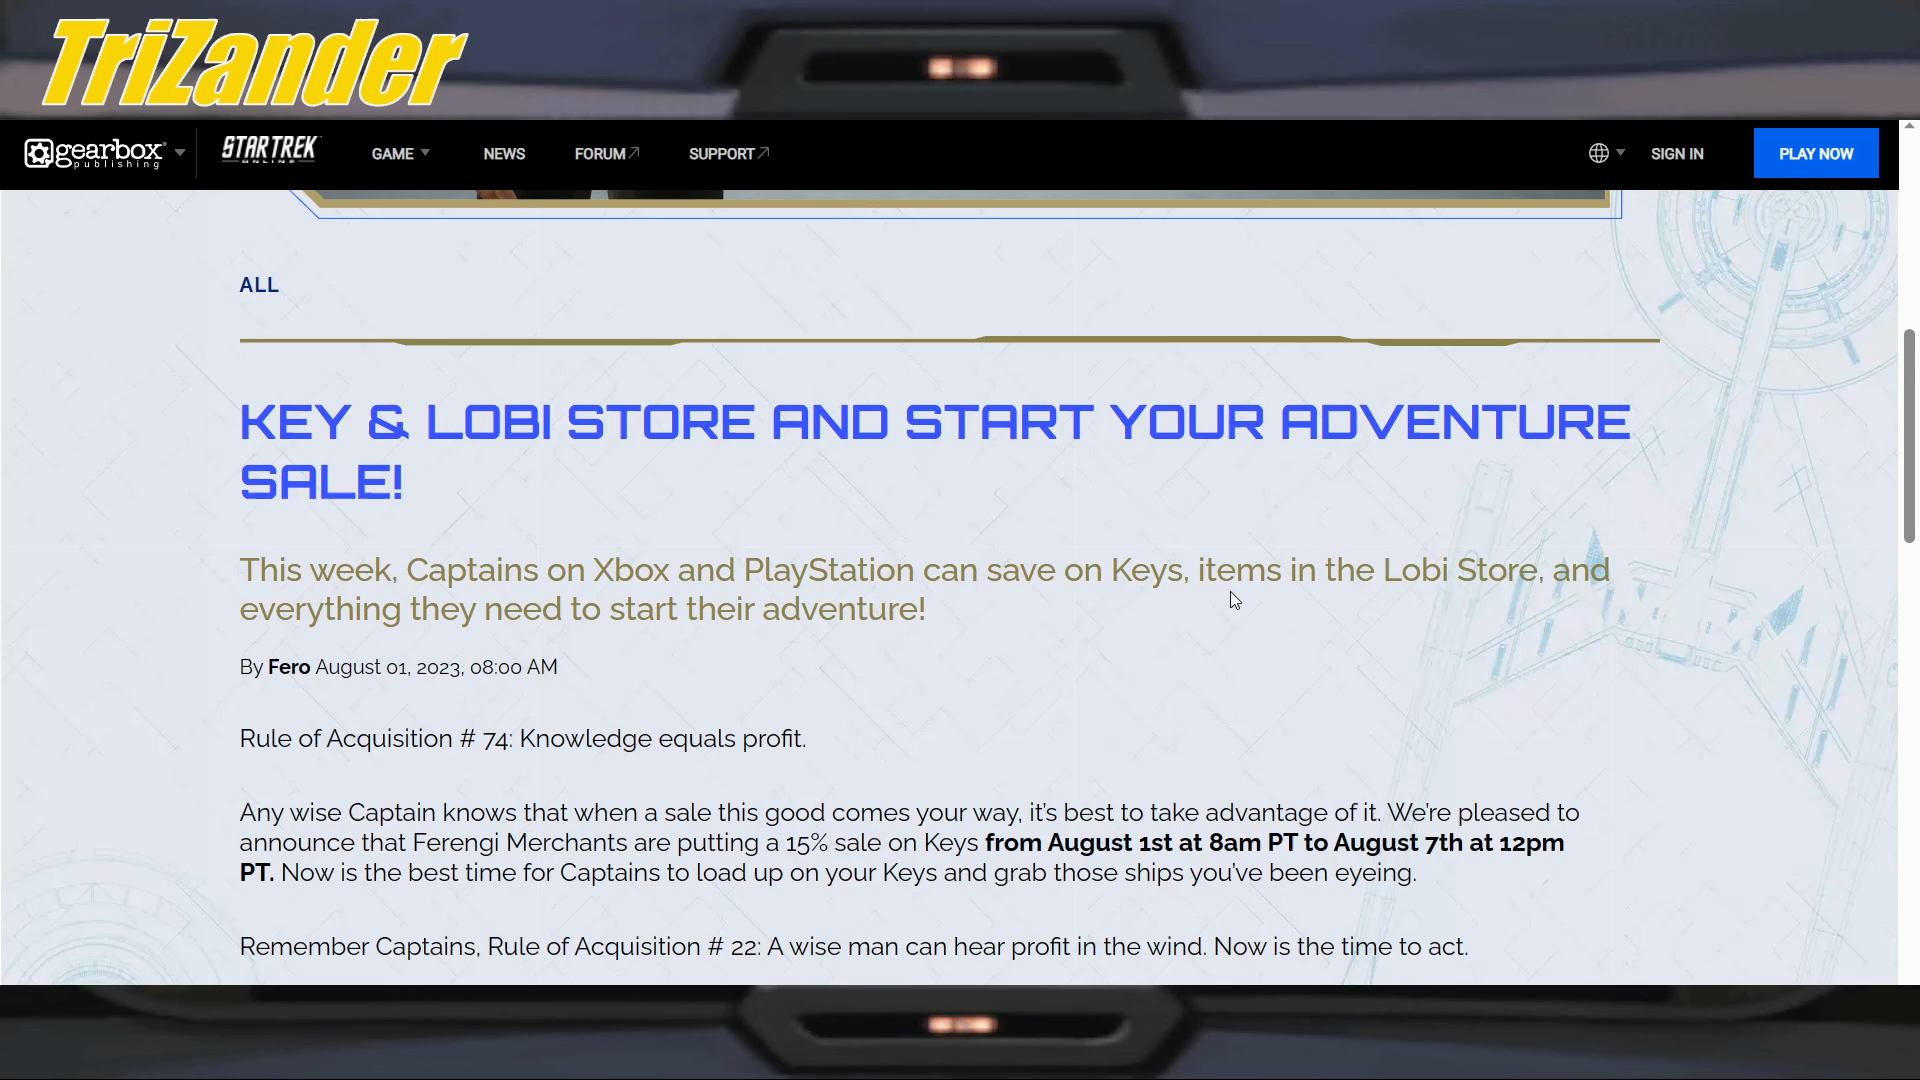 TriZander
gearbox publishing
STAR TREK ONLINE
GAME
NEWS
FORUM
SUPPORT
SIGN IN
PLAY NOW
ALL
KEY & LOBI STORE AND START YOUR ADVENTURE
SALE!
This week, Captains on Xbox and PlayStation can save on Keys, items in the Lobi Store, and
everything they need to start their adventure!
By Fero August 01, 2023, 08:00 AM
Rule of Acquisition # 74: Knowledge equals profit.
Any wise Captain knows that when a sale this good comes your way, it's best to take advantage of it. We're pleased to
announce that Ferengi Merchants are putting a 15% sale on Keys from August 1st at 8am PT to August 7th at 12pm
PT. Now is the best time for Captains to load up on your Keys and grab those ships you've been eyeing.
Remember Captains, Rule of Acquisition # 22: A wise man can hear profit in the wind. Now is the time to act.